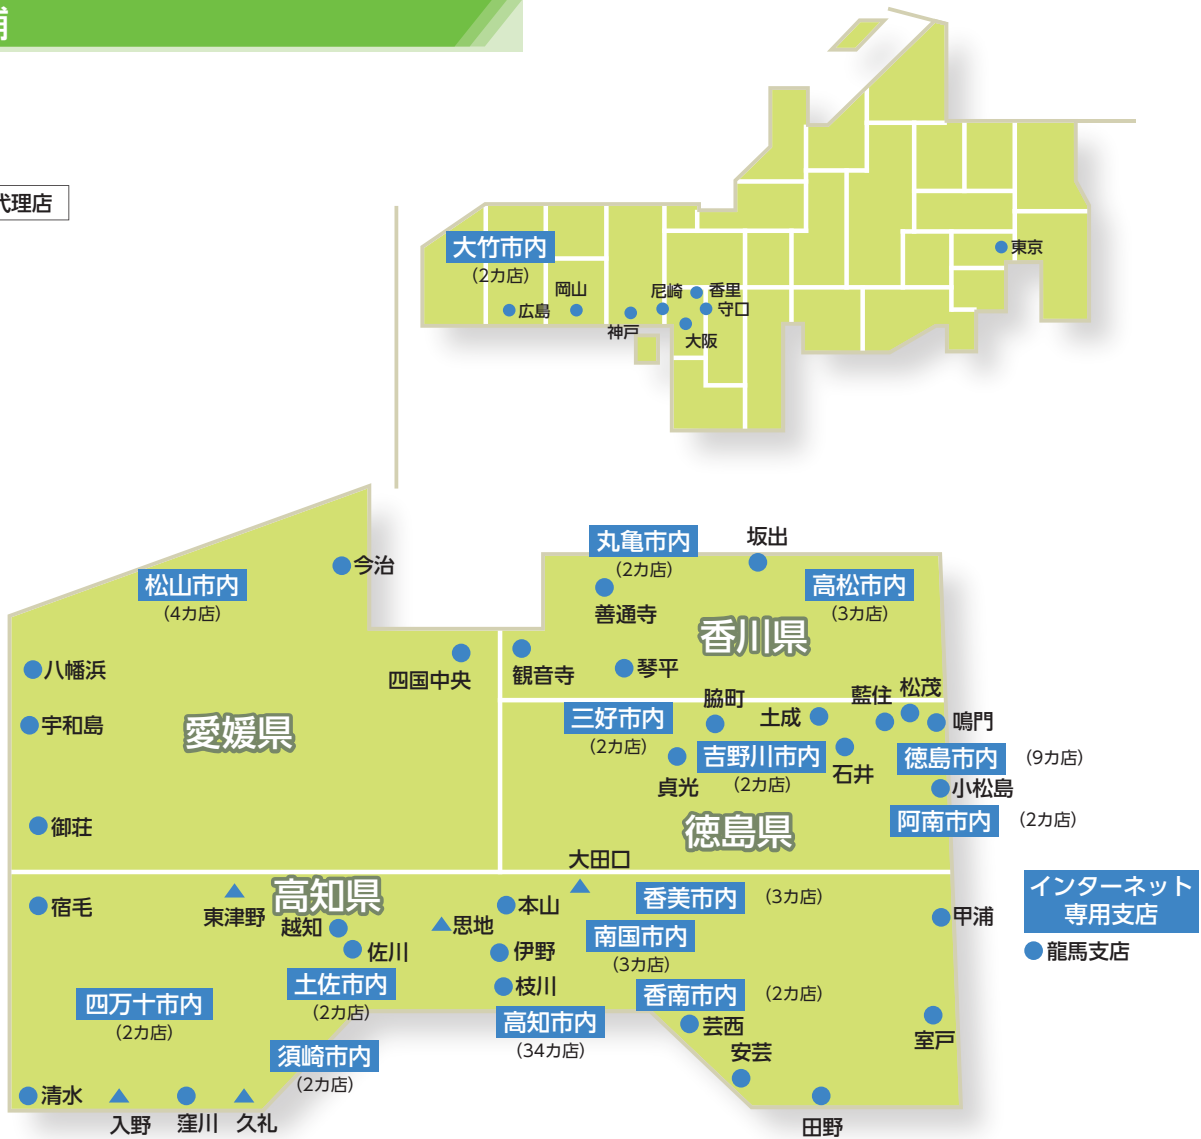 舗
代理店
大竹市内
(2カ店)
広島
岡山
神戸
尼崎
香里
守口
大阪
東京
松山市内
(4カ店)
今治
八幡浜
宇和島
御荘
四国中央
愛媛県
丸亀市内
(2カ店)
善通寺
坂出
高松市内
(3カ店)
香川県
観音寺
琴平
三好市内
(2カ店)
脇町
貞光
吉野川市内
(2カ店)
土成
石井
藍住
松茂
鳴門
徳島市内
(9カ店)
小松島
阿南市内
(2カ店)
徳島県
大田口
高知県
宿毛
東津野
越知
佐川
思地
本山
伊野
枝川
香美市内
(3カ店)
南国市内
(3カ店)
香南市内
(2カ店)
土佐市内
(2カ店)
四万十市内
(2カ店)
高知市内
(34カ店)
須崎市内
(2カ店)
芸西
安芸
甲浦
室戸
田野
清水
入野
窪川
久礼
インターネット
専用支店
龍馬支店